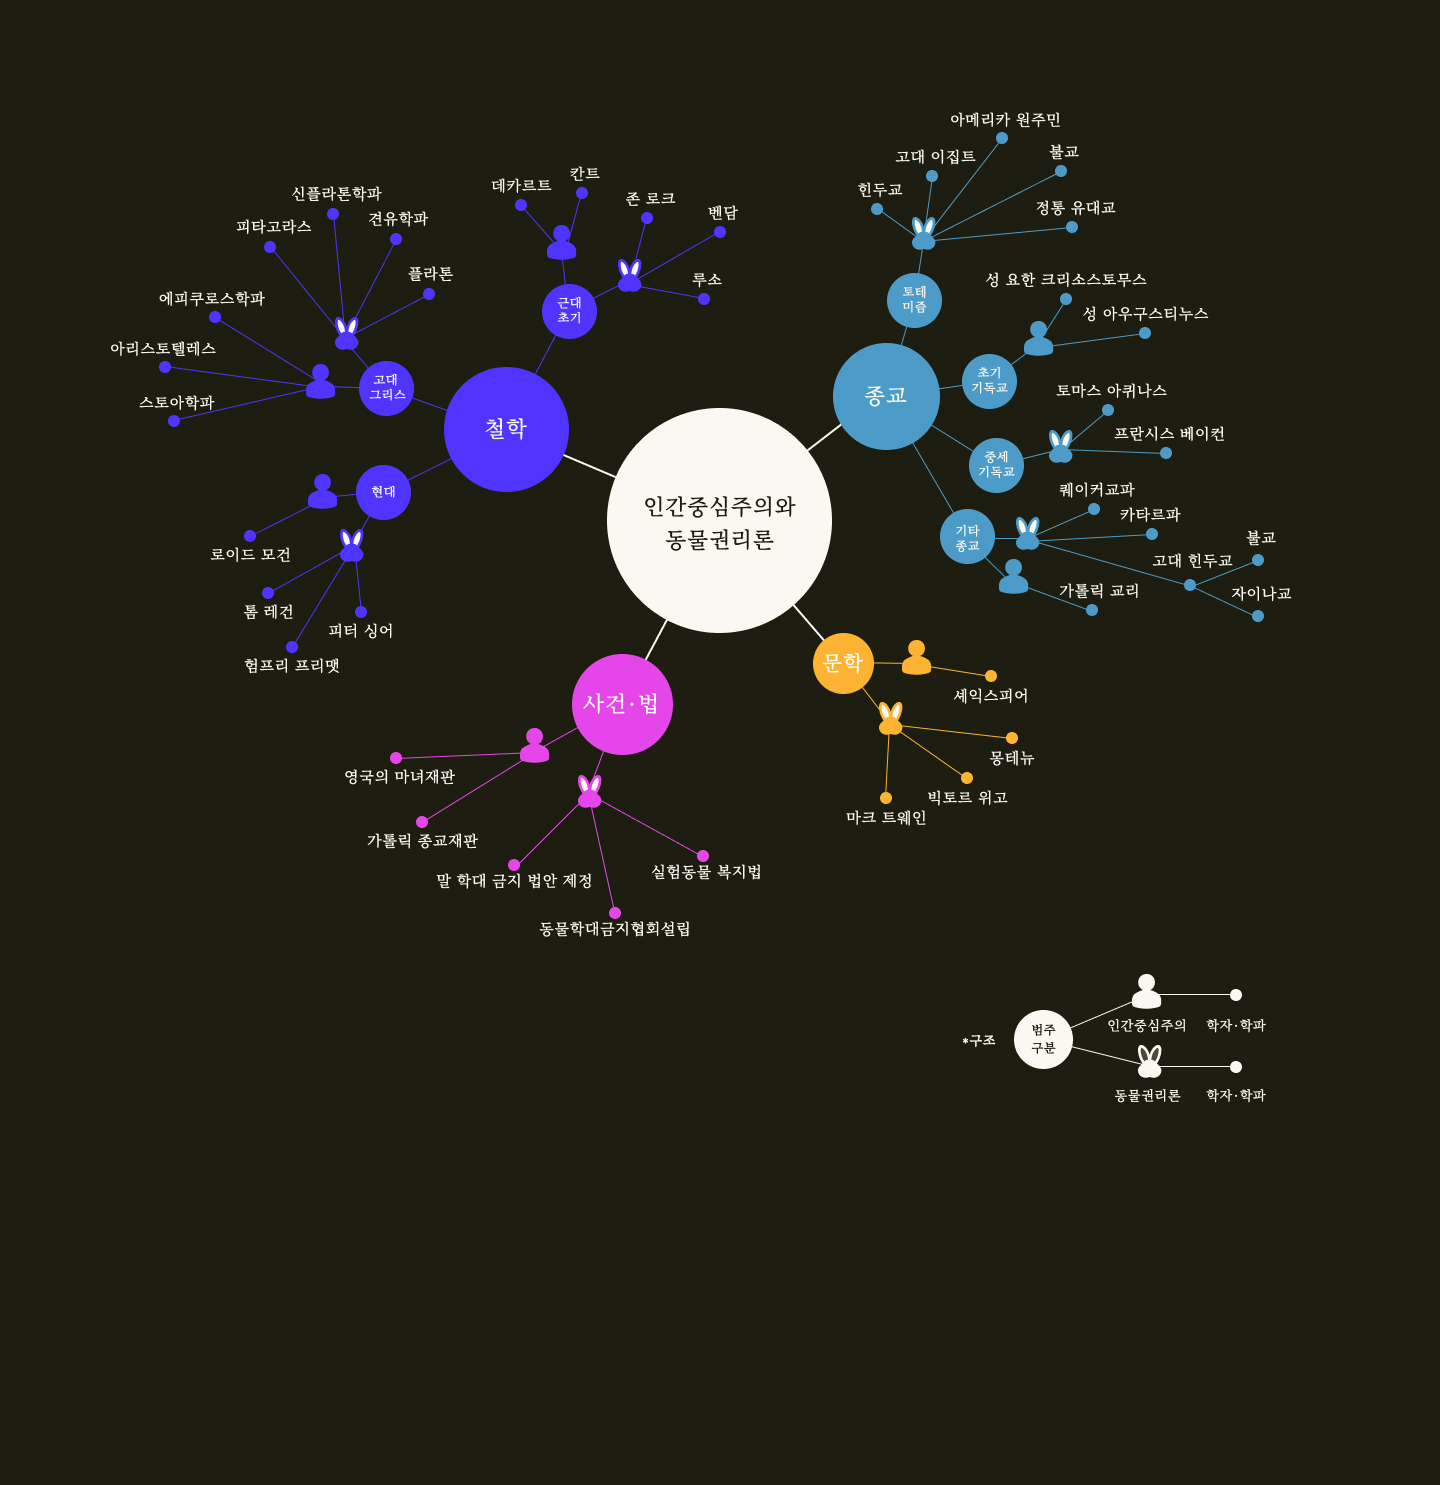 아메리카 원주민
고대 이집트
불교
힌두교
정통 유대교
토테
미즘
성 요한 크리소스토무스
성 아우구스티누스
초기
기독교
종교
토마스 아퀴나스
프란시스 베이컨
중세
기독교
퀘이커교파
카타르파
불교
기타
종교
고대 힌두교
가톨릭 교리
자이나교
데카르트
칸트
존 로크
벤담
루소
근대
초기
신플라톤학파
피타고라스
견유학파
플라톤
에피쿠로스학파
아리스토텔레스
스토아학파
고대
그리스
철학
현대
로이드 모건
톰 레건
피터 싱어
험프리 프리맷
인간중심주의와
동물권리론
문학
셰익스피어
몽테뉴
빅토르 위고
마크 트웨인
사건·법
영국의 마녀재판
가톨릭 종교재판
말 학대 금지 법안 제정
실험동물 복지법
동물학대금지협회설립
*구조
범주
구분
인간중심주의
학자·학파
동물권리론
학자·학파